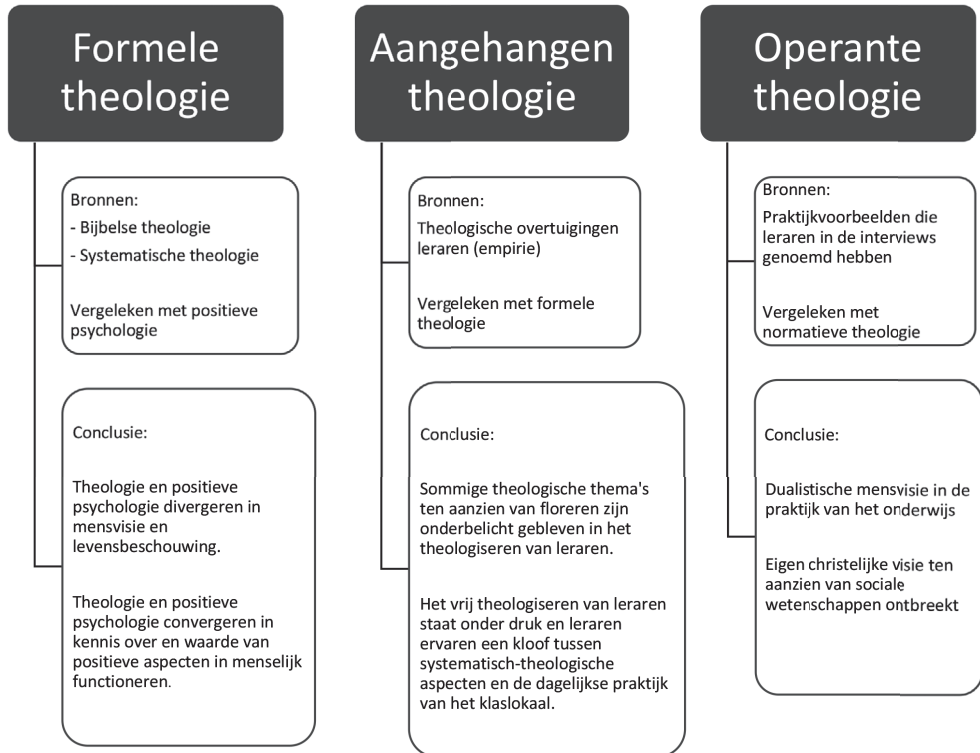 Formele
theologie
Bronnen:
- Bijbelse theologie
- Systematische theologie
Vergeleken met positieve
psychologie
Conclusie:
Theologie en positieve
psychologie divergeren in
mensvisie en
levensbeschouwing.
Theologie en positieve
psychologie convergeren in
kennis over en waarde van
positieve aspecten in menselijk
functioneren.
Aangehangen
theologie
Bronnen:
Theologische overtuigingen
leraren (empirie)
Vergeleken met formele
theologie
Conclusie:
Sommige theologische thema's
ten aanzien van floreren zijn
onderbelicht gebleven in het
theologiseren van leraren.
Het vrij theologiseren van leraren
staat onder druk en leraren
ervaren een kloof tussen
systematisch-theologische
aspecten en de dagelijkse praktijk
van het klaslokaal.
Operante
theologie
Bronnen:
Praktijkvoorbeelden die
leraren in de interviews
genoemd hebben
Vergeleken met
normatieve theologie
Conclusie:
Dualistische mensvisie in de
praktijk van het onderwijs
Eigen christelijke visie ten
aanzien van sociale
wetenschappen ontbreekt